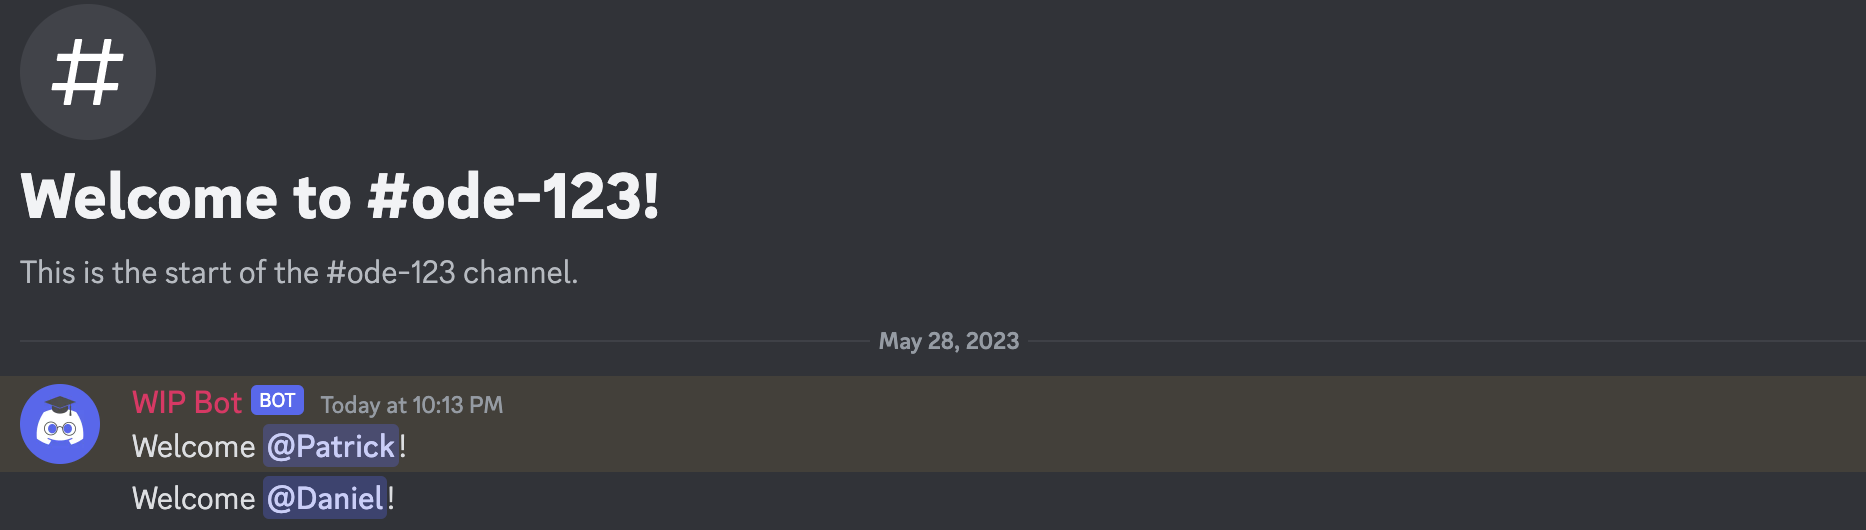 #
Welcome to #ode-123!
This is the start of the #ode-123 channel.
May 28, 2023
WIP Bot BOT Today at 10:13 PM
Welcome @Patrick!
Welcome @Daniel!